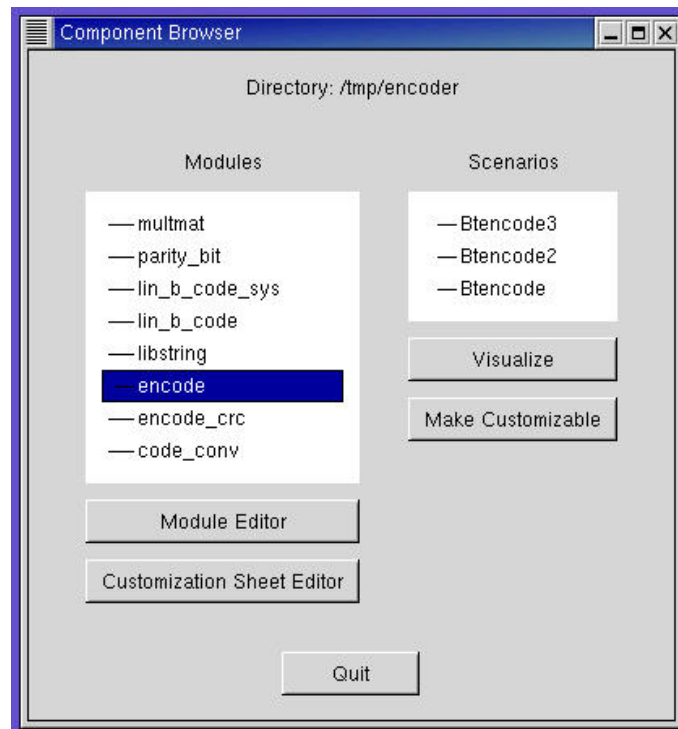 Component Browser
Directory: /tmp/encoder
Modules
multmat
parity_bit
lin_b_code_sys
lin_b_code
libstring
encode
encode_crc
code_conv
Module Editor
Customization Sheet Editor
Scenarios
Btencode3
Btencode2
Btencode
Visualize
Make Customizable
Quit